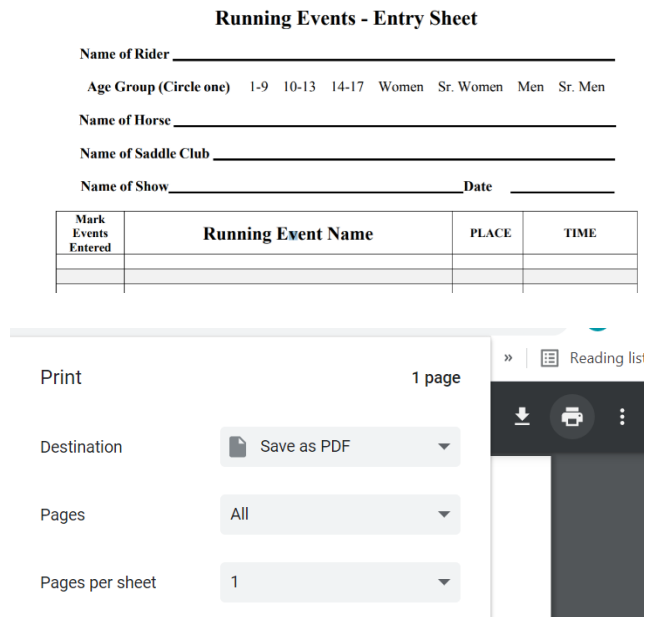 Running Events - Entry Sheet
Name of Rider
Age Group (Circle one) 1-9 10-13 14-17 Women Sr. Women Men Sr. Men
Name of Horse
Name of Saddle Club
Name of Show Date
Mark Events Entered Running Event Name PLACE TIME
» Reading list
Print 1 page
Destination Save as PDF
Pages All
Pages per sheet 1